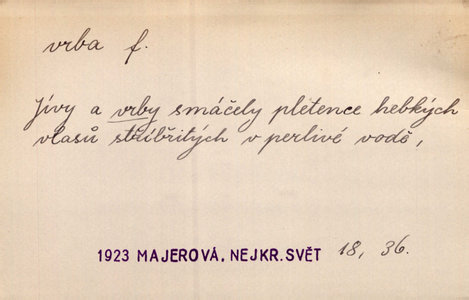 vrba f.
Jívy a vrby smáčely pletence hebkých
vlasů stříbřitých v perlivé vodě,
1923 MAJEROVÁ, NEJKR. SVĚT 18, 36.